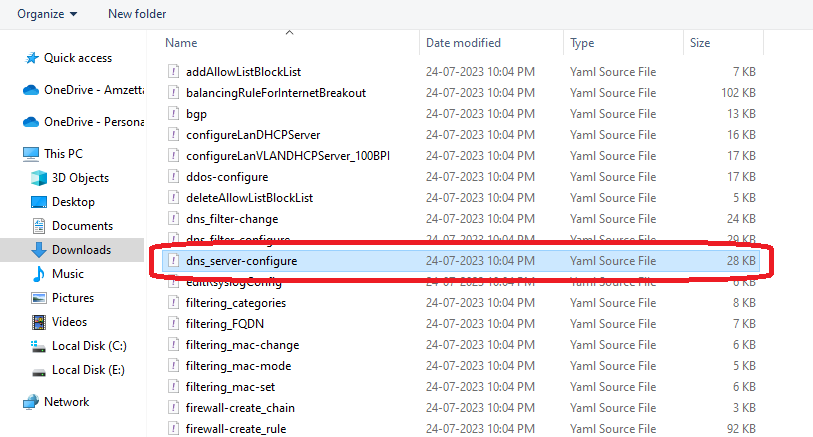 Organize New folder
Name Date modified Type Size
Quick access
OneDrive - Amzetta
OneDrive - Persona
This PC
3D Objects
Desktop
Documents
Downloads
Music
Pictures
Videos
Local Disk (C:)
Local Disk (E:)
Network
addAllowListBlockList 24-07-2023 10:04 PM Yaml Source File 7 KB
balancingRuleForInternetBreakout 24-07-2023 10:04 PM Yaml Source File 102 KB
bgp 24-07-2023 10:04 PM Yaml Source File 13 KB
configureLanDHCPServer 24-07-2023 10:04 PM Yaml Source File 16 KB
configureLanVLANDHCPServer_100BPI 24-07-2023 10:04 PM Yaml Source File 17 KB
ddos-configure 24-07-2023 10:04 PM Yaml Source File 17 KB
deleteAllowListBlockList 24-07-2023 10:04 PM Yaml Source File 5 KB
dns_filter-change 24-07-2023 10:04 PM Yaml Source File 24 KB
dns_filter-configure 24-07-2023 10:04 PM Yaml Source File 29 KB
dns_server-configure 24-07-2023 10:04 PM Yaml Source File 28 KB
editRsyslogConfig 24-07-2023 10:04 PM Yaml Source File 6 KB
filtering_categories 24-07-2023 10:04 PM Yaml Source File 8 KB
filtering_FQDN 24-07-2023 10:04 PM Yaml Source File 7 KB
filtering_mac-change 24-07-2023 10:04 PM Yaml Source File 6 KB
filtering_mac-mode 24-07-2023 10:04 PM Yaml Source File 5 KB
filtering_mac-set 24-07-2023 10:04 PM Yaml Source File 6 KB
firewall-create_chain 24-07-2023 10:04 PM Yaml Source File 3 KB
firewall-create_rule 24-07-2023 10:04 PM Yaml Source File 92 KB